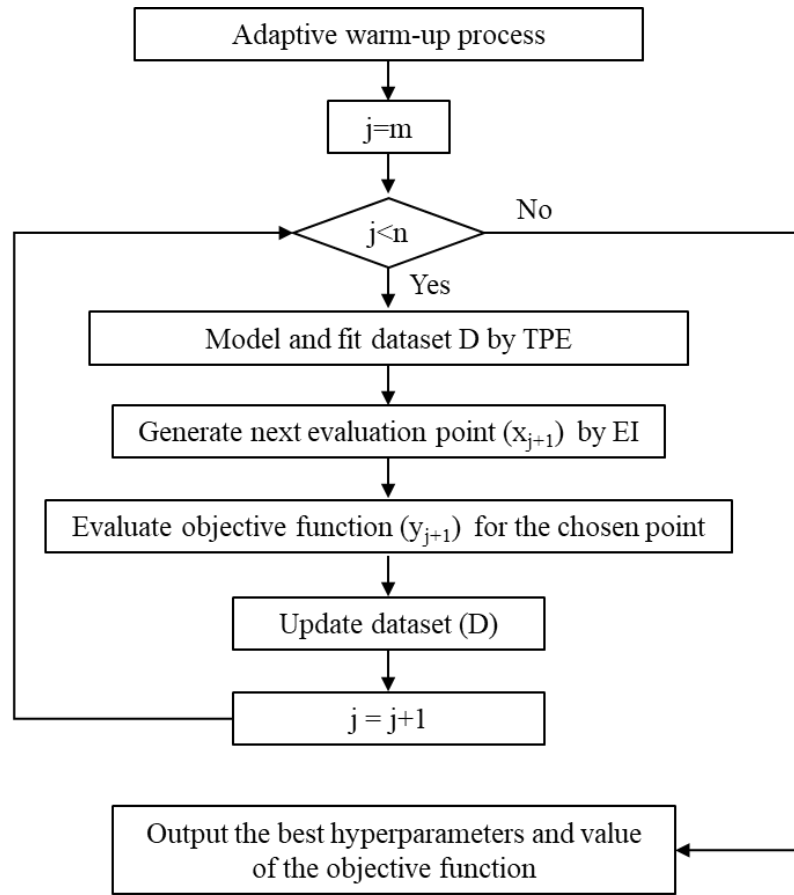 Adaptive warm-up process
j=m
j<n
No
Yes
Model and fit dataset D by TPE
Generate next evaluation point (xⱼ₊₁) by EI
Evaluate objective function (yⱼ₊₁) for the chosen point
Update dataset (D)
j = j+1
Output the best hyperparameters and value
of the objective function